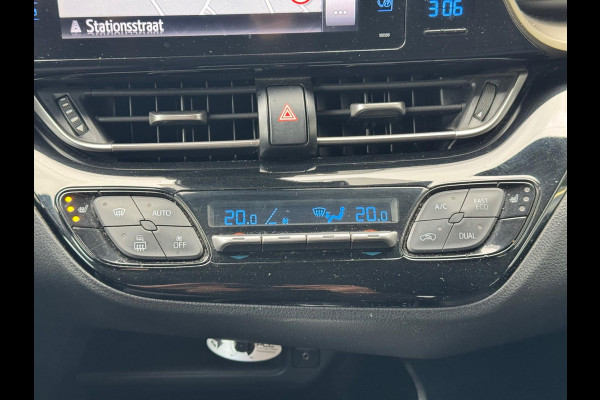 Stationsstraat
3:06
AUTO
OFF
20.0
20.0
A/C
FAST ECO
DUAL